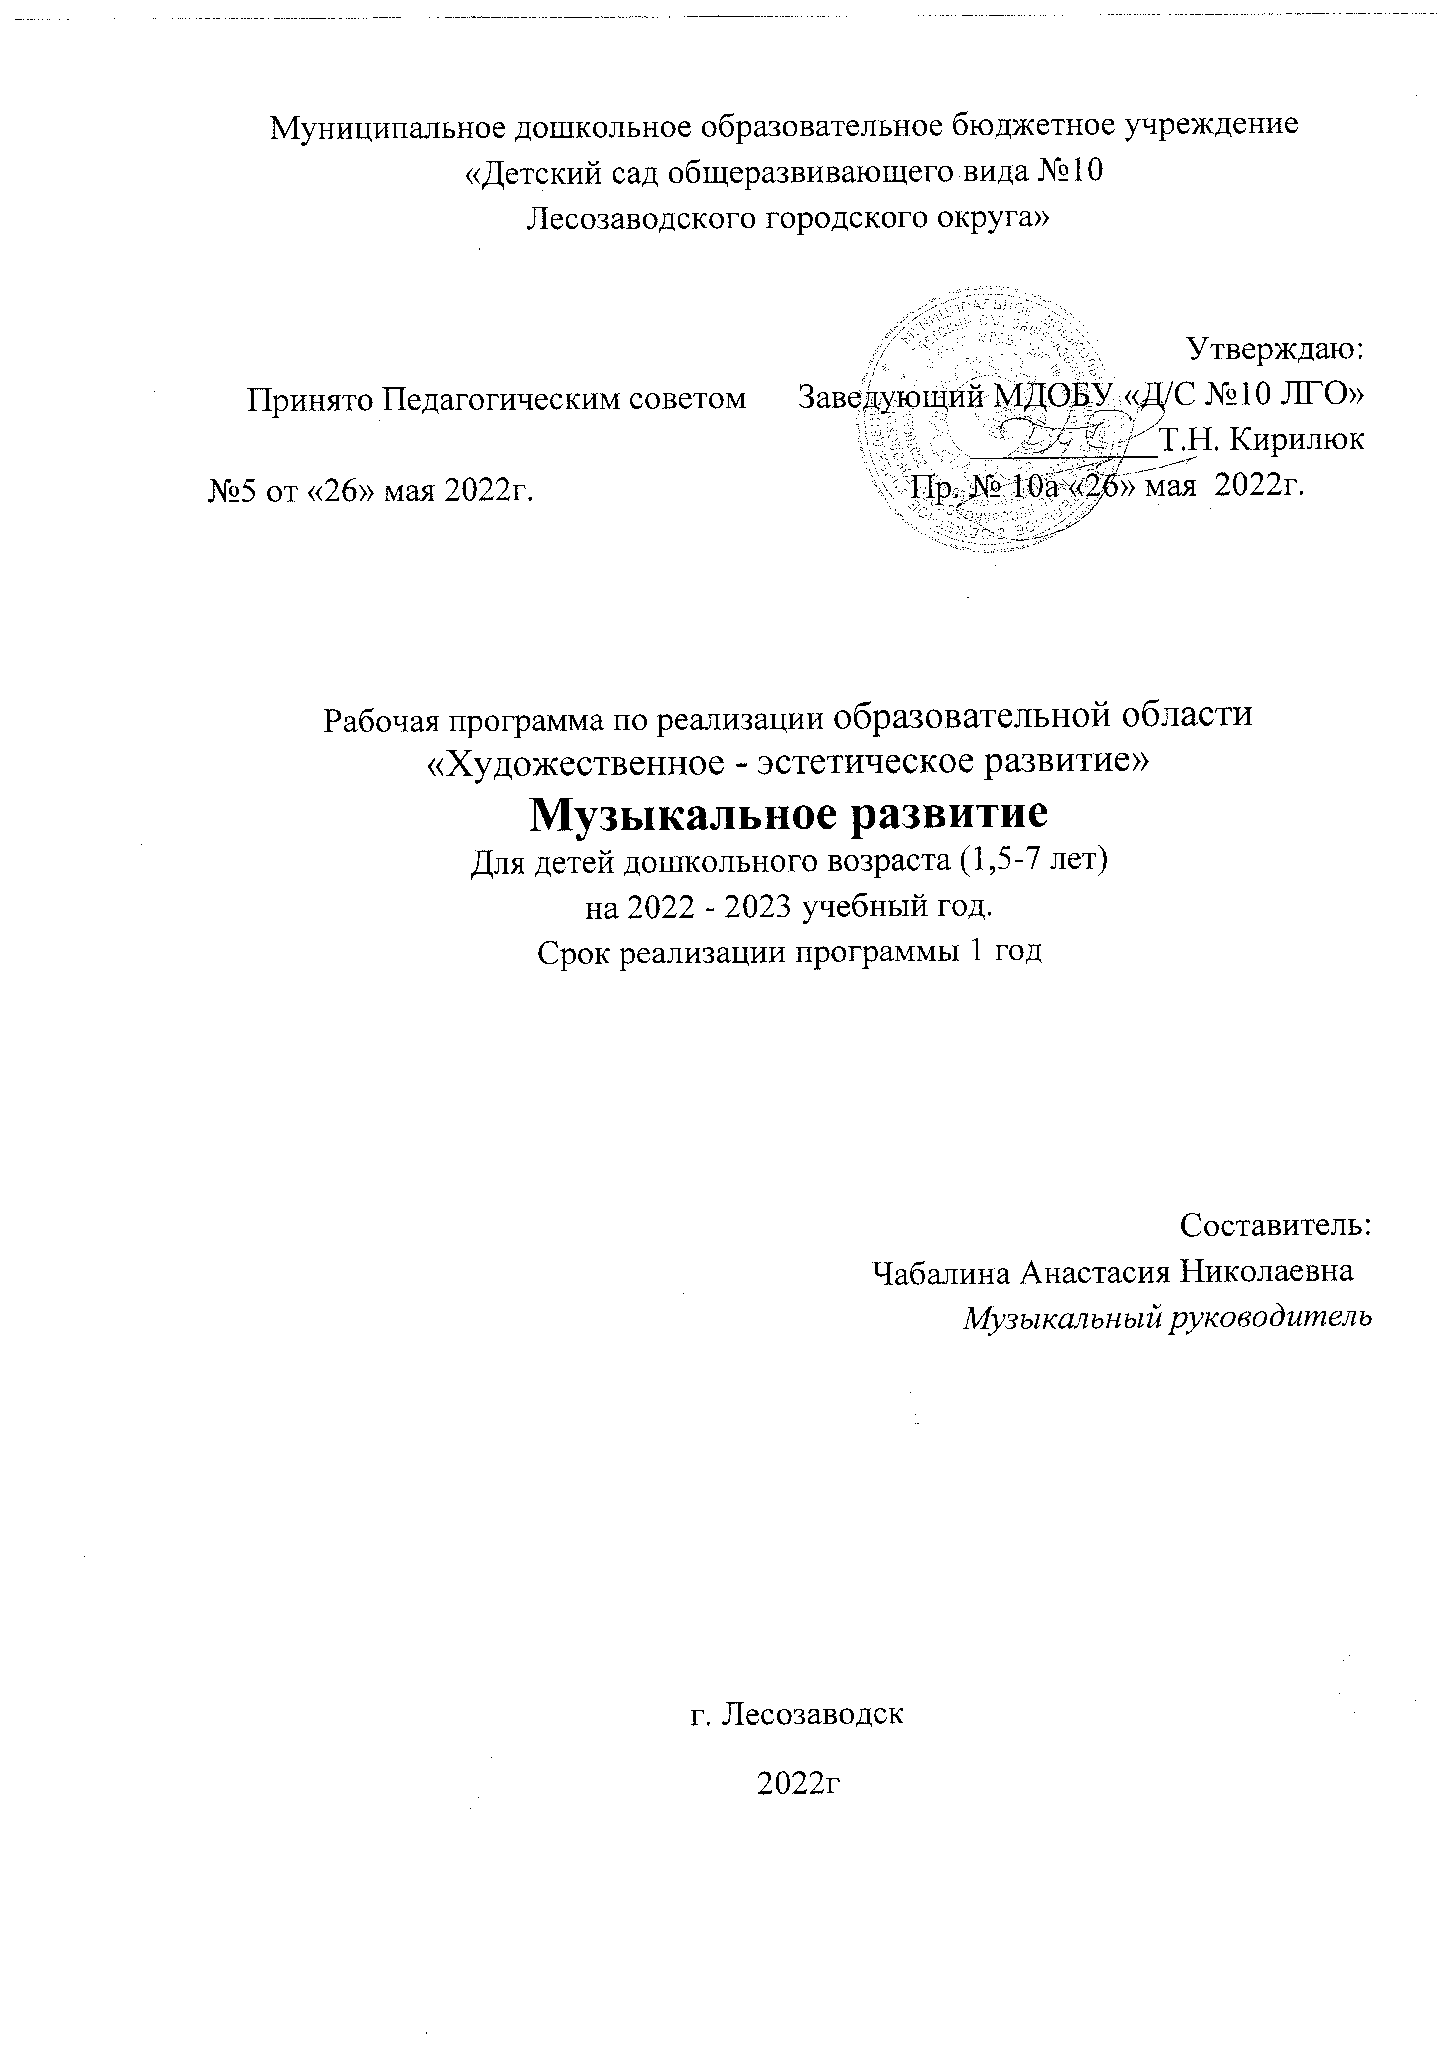 Муниципальное дошкольное образовательное бюджетное учреждение
«Детский сад общеразвивающего вида №10
Лесозаводского городского округа»
Утверждаю:
Принято Педагогическим советом Заведующий МДОБУ «Д/С №10 ЛГО»
Т.Н. Кирилюк
№5 от «26» мая 2022г. Пр. № 10а «26» мая 2022г.
Рабочая программа по реализации образовательной области
«Художественное - эстетическое развитие»
Музыкальное развитие
Для детей дошкольного возраста (1,5-7 лет)
на 2022 - 2023 учебный год.
Срок реализации программы 1 год
Составитель:
Чабалина Анастасия Николаевна
Музыкальный руководитель
г. Лесозаводск
2022г